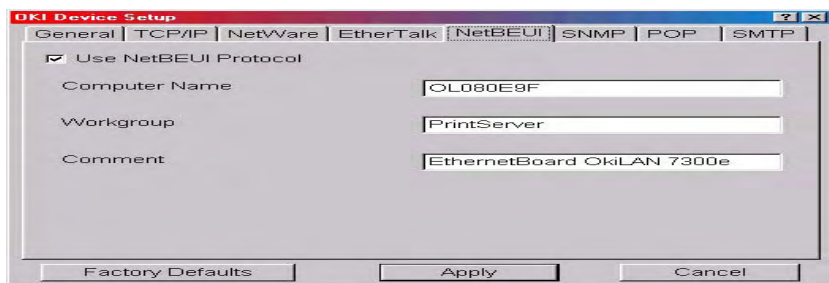 OKI Device Setup
General TCP/IP NetWare EtherTalk NetBEUI SNMP POP SMTP
Use NetBEUI Protocol
Computer Name OL080E9F
Workgroup PrintServer
Comment EthernetBoard OkiLAN 7300e
Factory Defaults Apply Cancel